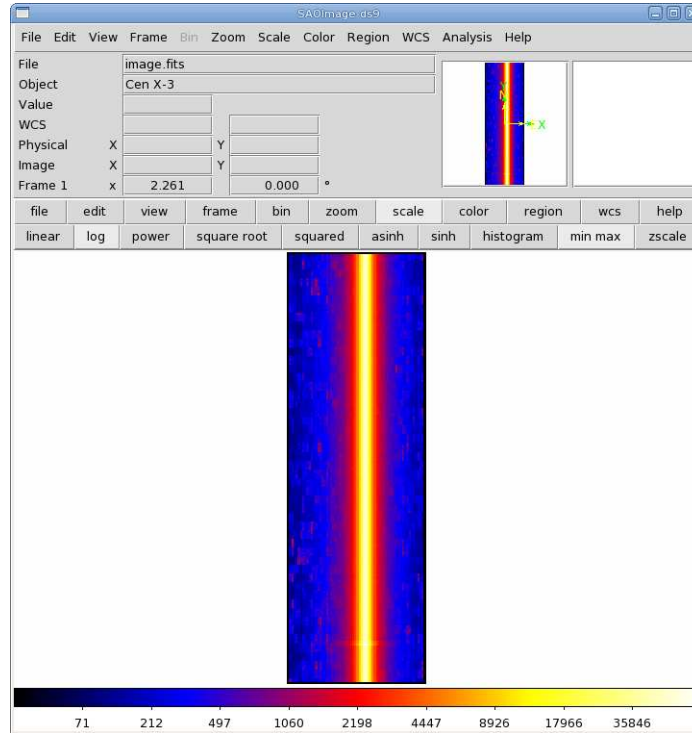 SAOImage ds9
File Edit View Frame Bin Zoom Scale Color Region WCS Analysis Help
File image.fits
Object Cen X-3
Value
WCS
Physical X Y
Image X Y
Frame 1 x 2.261 0.000 °
N X
file edit view frame bin zoom scale color region wcs help
linear log power square root squared asinh sinh histogram min max zscale
71 212 497 1060 2198 4447 8926 17966 35846